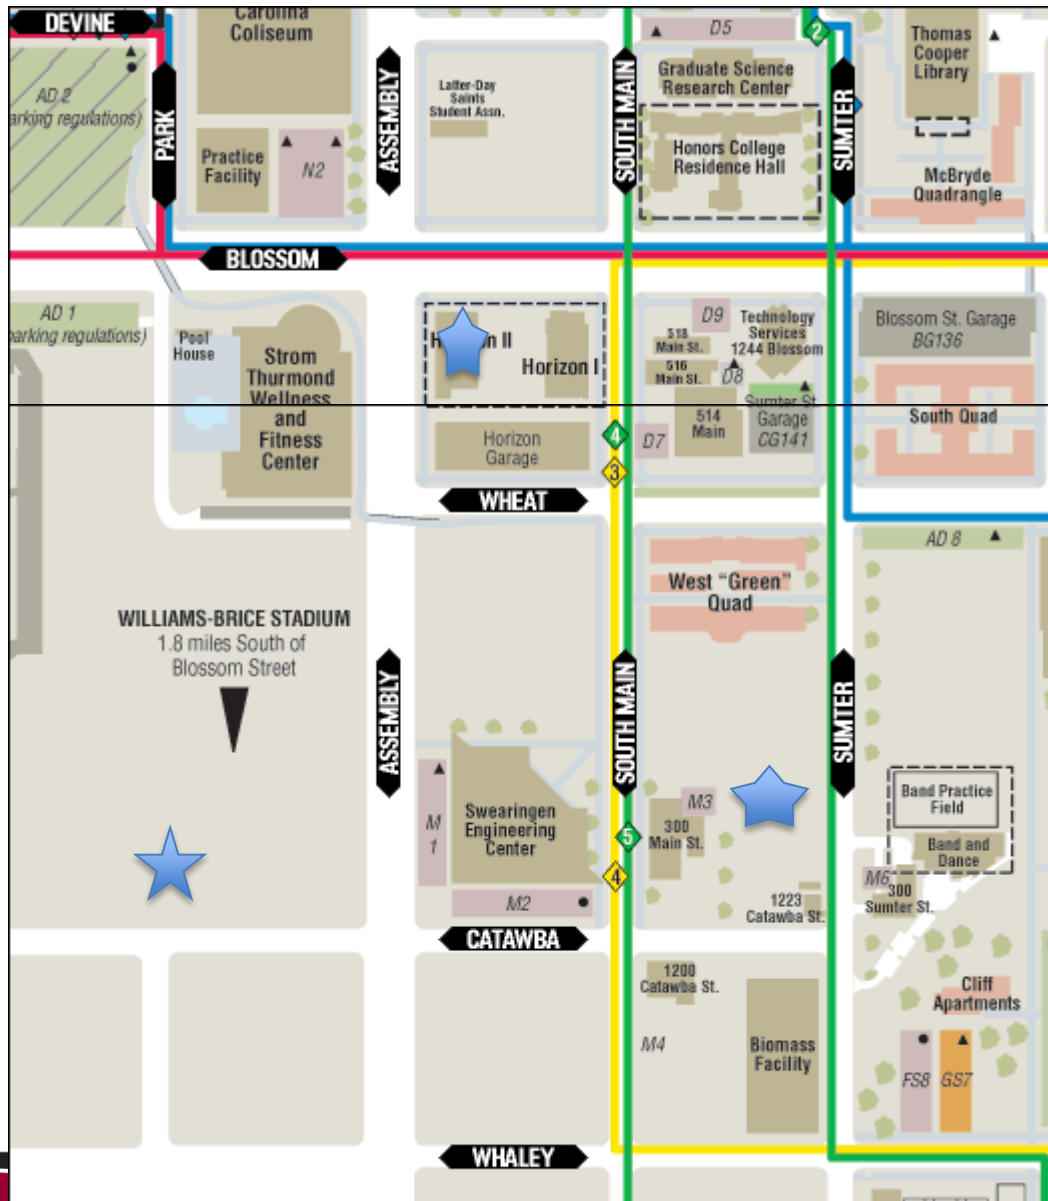 DEVINE
Carolina
Coliseum
D5
2
Thomas
Cooper
Library
AD 2
arking regulations)
PARK
ASSEMBLY
Latter-Day
Saints
Student Assn.
SOUTH MAIN
Graduate Science
Research Center
SUMTER
Practice
Facility
N2
Honors College
Residence Hall
McBryde
Quadrangle
BLOSSOM
AD 1
arking regulations)
Pool
House
Strom
Thurmond
Wellness
and
Fitness
Center
II
Horizon I
D9
518
Main St.
516
Main St.
D8
Technology
Services
1244 Blossom
Blossom St. Garage
BG136
Sumter St.
Garage
CG141
514
Main
D7
South Quad
Horizon
Garage
4
3
WHEAT
AD 8
West “Green”
Quad
WILLIAMS-BRICE STADIUM
1.8 miles South of
Blossom Street
ASSEMBLY
SOUTH MAIN
SUMTER
Swearingen
Engineering
Center
M
1
M2
M3
300
Main St.
5
4
Band Practice
Field
Band and
Dance
M6
300
Sumter St.
1223
Catawba St.
CATAWBA
1200
Catawba St.
M4
Biomass
Facility
Cliff
Apartments
FS8
GS7
WHALEY